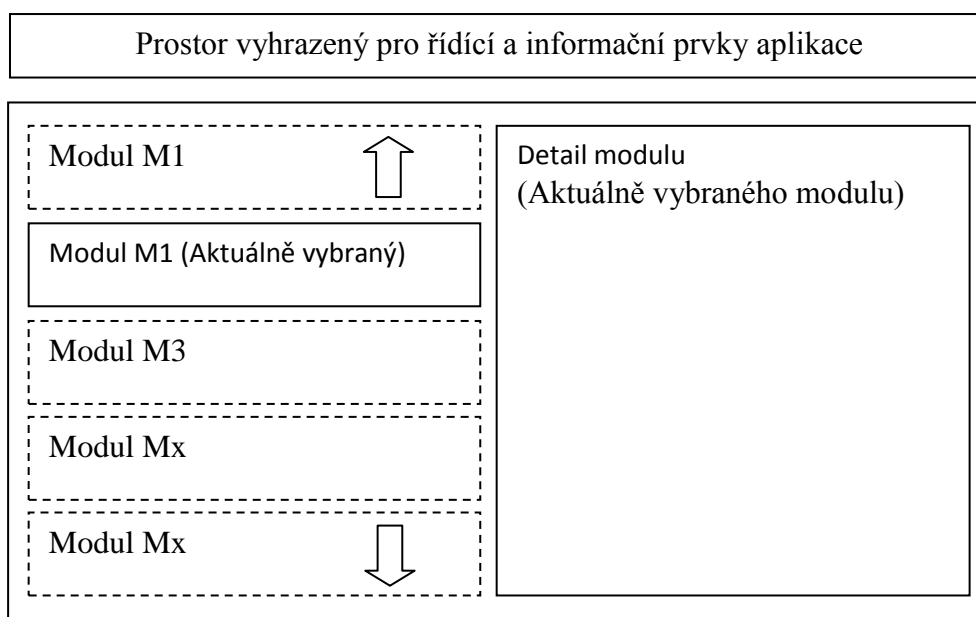 Prostor vyhrazený pro řídící a informační prvky aplikace
Modul M1
Modul M1 (Aktuálně vybraný)
Modul M3
Modul Mx
Modul Mx
Detail modulu
(Aktuálně vybraného modulu)